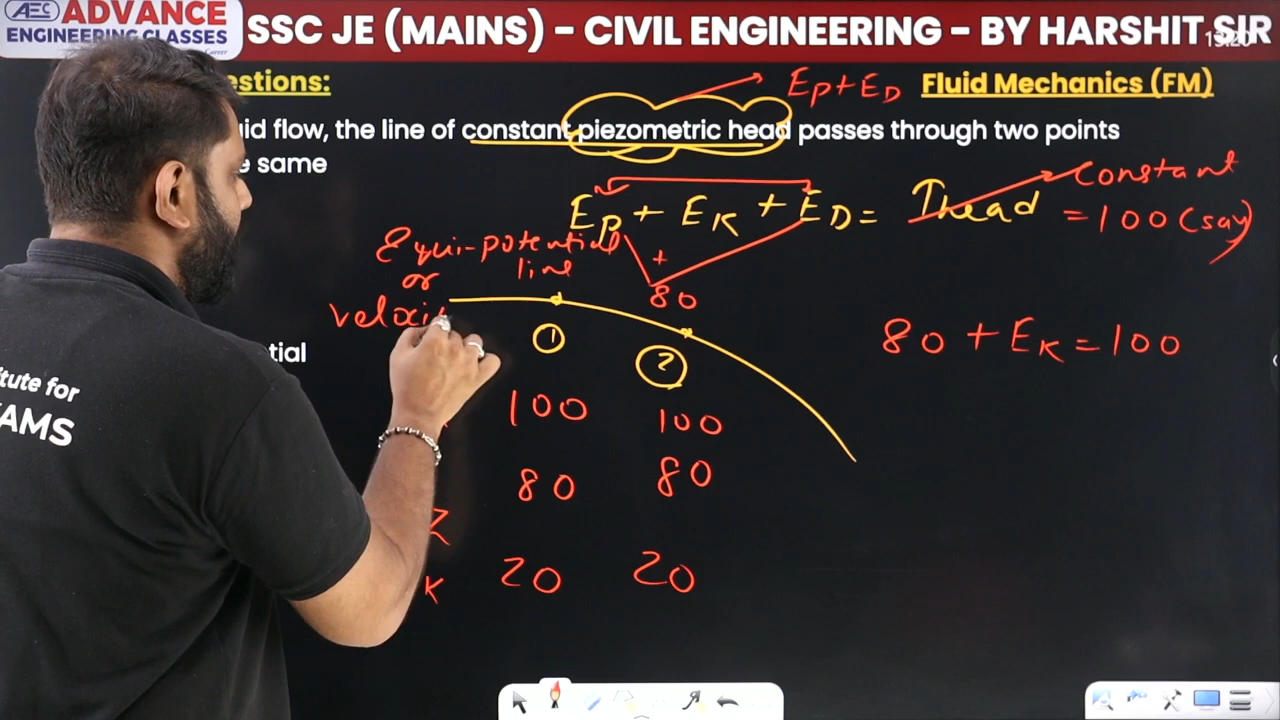 AEC ADVANCE
ENGINEERING CLASSES
SSC JE (MAINS) - CIVIL ENGINEERING - BY HARSHIT SIR
estions:
EP + ED
Fluid Mechanics (FM)
uid flow, the line of constant piezometric head passes through two points
e same
Constant
EP + EK + ED = Thead = 100 (say)
Equi-potential
or line
+
80
veloci
1
2
80 + EK = 100
tial
itute for
AMS
100 100
80 80
K 20 20